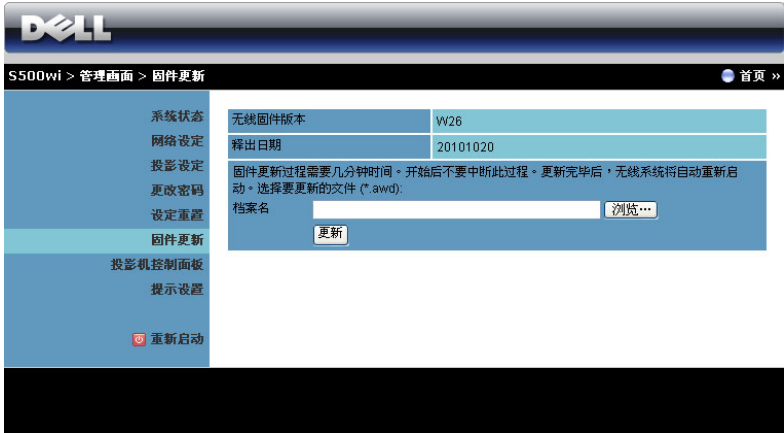 DELL
S500wi > 管理画面 > 固件更新
首页 »
系统状态
网络设定
投影设定
更改密码
设定重置
固件更新
投影机控制面板
提示设置
重新启动
无线固件版本 W26
释出日期 20101020
固件更新过程需要几分钟时间。开始后不要中断此过程。更新完毕后，无线系统将自动重新启
动。选择要更新的文件 (*.awd):
档案名 浏览…
更新